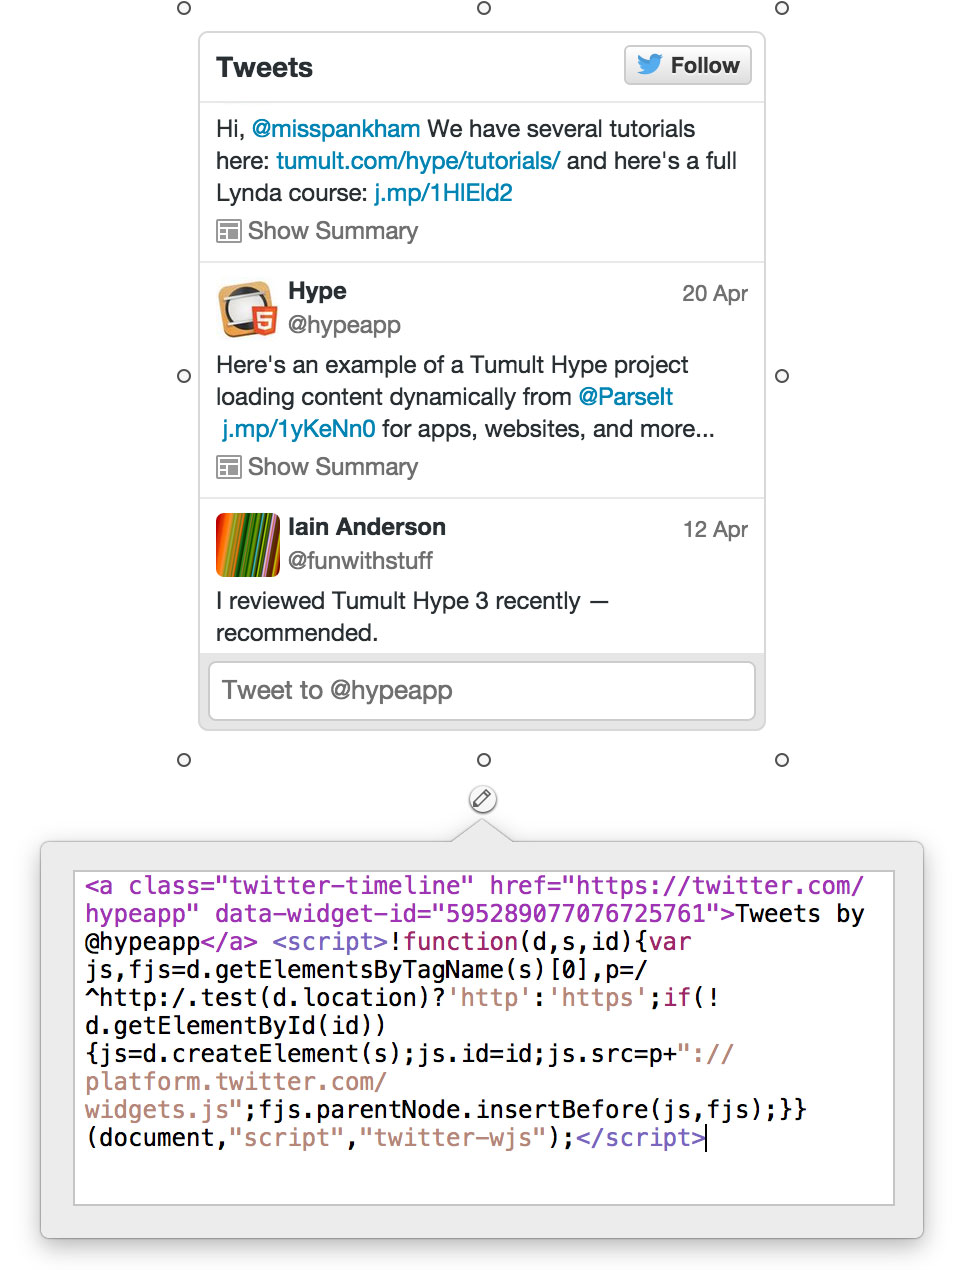 Tweets
Follow
Hi, @misspankham We have several tutorials
here: tumult.com/hype/tutorials/ and here's a full
Lynda course: j.mp/1HlEld2
Show Summary
Hype
20 Apr
@hypeapp
5
Here's an example of a Tumult Hype project
loading content dynamically from @ParseIt
j.mp/1yKeNn0 for apps, websites, and more...
Show Summary
Iain Anderson
12 Apr
@funwithstuff
I reviewed Tumult Hype 3 recently —
recommended.
Tweet to @hypeapp
<a class="twitter-timeline" href="https://twitter.com/
hypeapp" data-widget-id="595289077076725761">Tweets by
@hypeapp</a> <script>!function(d,s,id){var
js,fjs=d.getElementsByTagName(s)[0],p=/
^http:/.test(d.location)?'http':'https';if(!
d.getElementById(id))
{js=d.createElement(s);js.id=id;js.src=p+"://
platform.twitter.com/
widgets.js";fjs.parentNode.insertBefore(js,fjs);}}
(document,"script","twitter-wjs");</script>